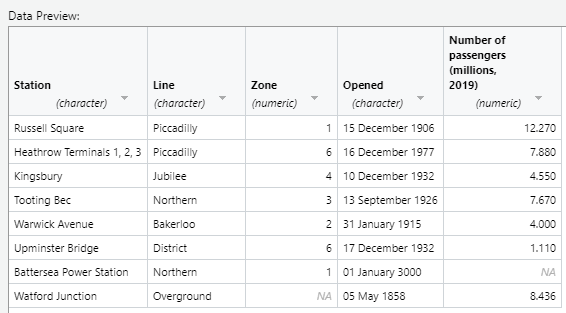 Data Preview:
Number of
passengers
(millions,
Station Line Zone Opened 2019)
(character) (character) (numeric) (character) (numeric)
Russell Square Piccadilly 1 15 December 1906 12.270
Heathrow Terminals 1, 2, 3 Piccadilly 6 16 December 1977 7.880
Kingsbury Jubilee 4 10 December 1932 4.550
Tooting Bec Northern 3 13 September 1926 7.670
Warwick Avenue Bakerloo 2 31 January 1915 4.000
Upminster Bridge District 6 17 December 1932 1.110
Battersea Power Station Northern 1 01 January 3000 NA
Watford Junction Overground NA 05 May 1858 8.436